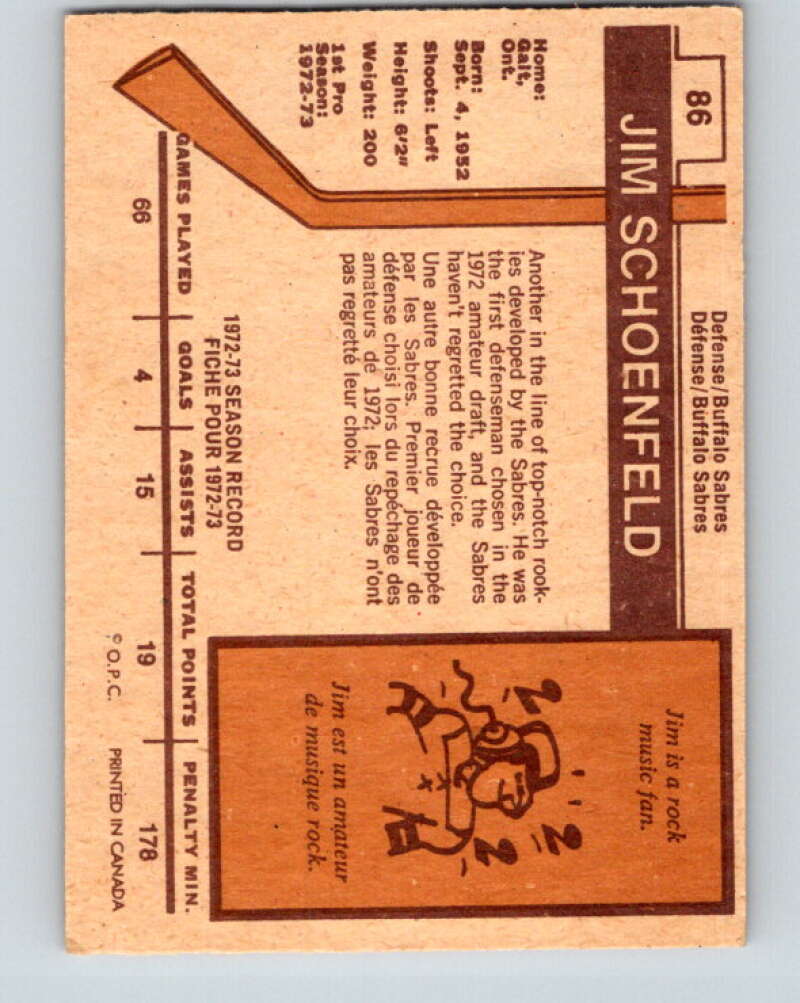 86
Defense/Buffalo Sabres
Défense/Buffalo Sabres
JIM SCHOENFELD
Home:
Galt,
Ont.
Born:
Sept. 4, 1952
Shoots: Left
Height: 6'2"
Weight: 200
1st Pro
Season:
1972-73
Another in the line of top-notch rook-
ies developed by the Sabres. He was
the first defenseman chosen in the
1972 amateur draft, and the Sabres
haven't regretted the choice.
Une autre bonne recrue développée
par les Sabres. Premier joueur de
défense choisi lors du repêchage des
amateurs de 1972; les Sabres n'ont
pas regretté leur choix.
Jim is a rock
music fan.
Jim est un amateur
de musique rock.
1972-73 SEASON RECORD
FICHE POUR 1972-73
GAMES PLAYED GOALS ASSISTS TOTAL POINTS PENALTY MIN.
66 4 15 19 178
© O.P.C. PRINTED IN CANADA